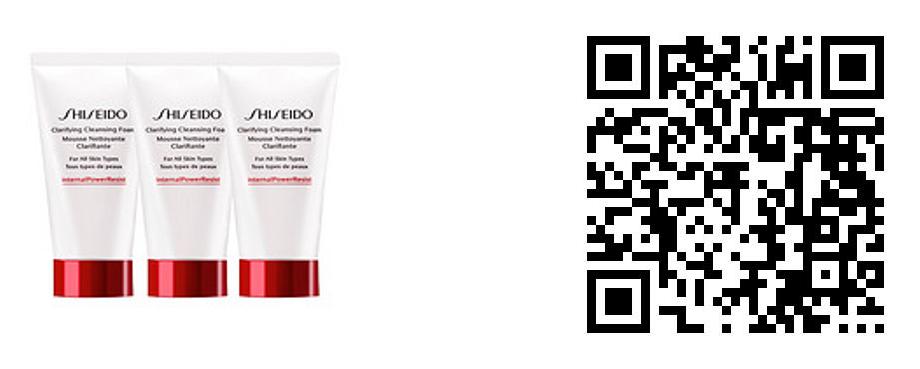 SHISEIDO
Clarifying Cleansing Foam
Mousse Nettoyante
Clarifiante
For All Skin Types
Tous types de peaux
InternalPowerResist
SHISEIDO
Clarifying Cleansing Foa
Mousse Nettoyante
Clarifiante
For All Skin Types
Tous types de peaux
InternalPowerResist
SHISEIDO
Clarifying Cleansing Foam
Mousse Nettoyante
Clarifiante
For All Skin Types
Tous types de peaux
InternalPowerResist